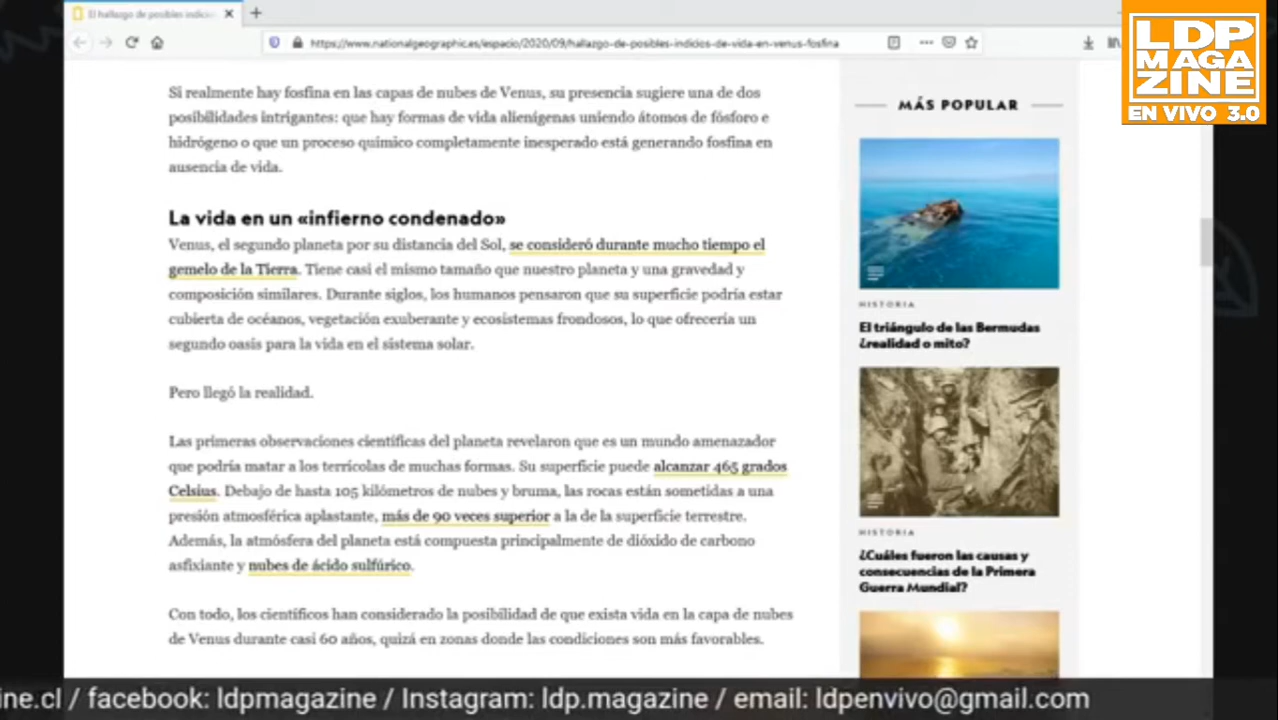 El hallazgo de posibles indicios
https://www.nationalgeographic.es/espacio/2020/09/hallazgo-de-posibles-indicios-de-vida-en-venus-fosfina
LDP
MAGA
ZINE
EN VIVO 3.0
Si realmente hay fosfina en las capas de nubes de Venus, su presencia sugiere una de dos
posibilidades intrigantes: que hay formas de vida alienígenas uniendo átomos de fósforo e
hidrógeno o que un proceso químico completamente inesperado está generando fosfina en
ausencia de vida.
La vida en un «infierno condenado»
Venus, el segundo planeta por su distancia del Sol, se consideró durante mucho tiempo el
gemelo de la Tierra. Tiene casi el mismo tamaño que nuestro planeta y una gravedad y
composición similares. Durante siglos, los humanos pensaron que su superficie podría estar
cubierta de océanos, vegetación exuberante y ecosistemas frondosos, lo que ofrecería un
segundo oasis para la vida en el sistema solar.
Pero llegó la realidad.
Las primeras observaciones científicas del planeta revelaron que es un mundo amenazador
que podría matar a los terrícolas de muchas formas. Su superficie puede alcanzar 465 grados
Celsius. Debajo de hasta 105 kilómetros de nubes y bruma, las rocas están sometidas a una
presión atmosférica aplastante, más de 90 veces superior a la de la superficie terrestre.
Además, la atmósfera del planeta está compuesta principalmente de dióxido de carbono
asfixiante y nubes de ácido sulfúrico.
Con todo, los científicos han considerado la posibilidad de que exista vida en la capa de nubes
de Venus durante casi 60 años, quizá en zonas donde las condiciones son más favorables.
MÁS POPULAR
HISTORIA
El triángulo de las Bermudas
¿realidad o mito?
HISTORIA
¿Cuáles fueron las causas y
consecuencias de la Primera
Guerra Mundial?
ine.cl / facebook: ldpmagazine / Instagram: ldp.magazine / email: ldpenvivo@gmail.com